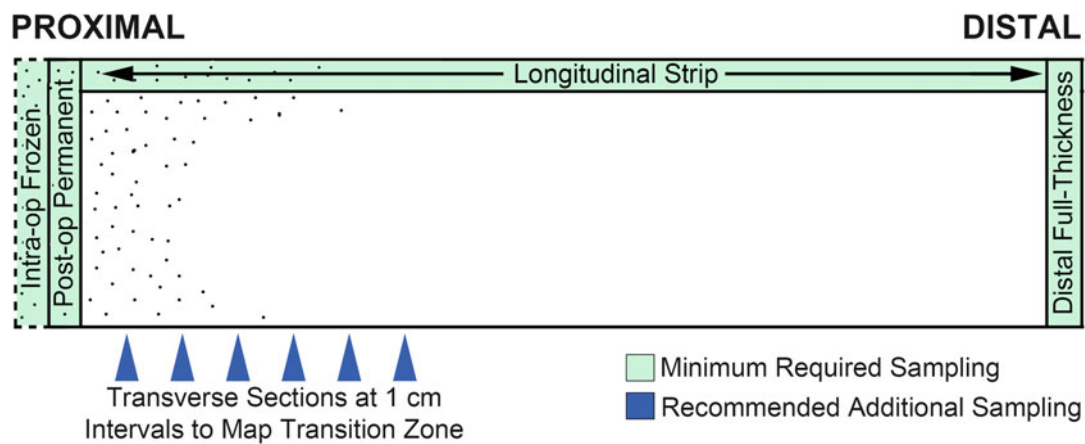 PROXIMAL
DISTAL
Intra-op Frozen
Post-op Permanent
Longitudinal Strip
Distal Full-Thickness
Transverse Sections at 1 cm
Intervals to Map Transition Zone
Minimum Required Sampling
Recommended Additional Sampling